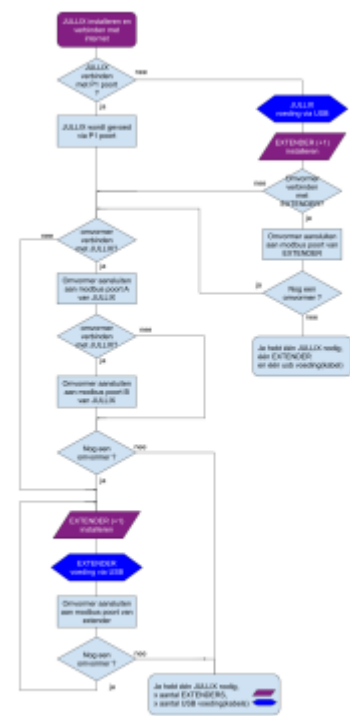 JULLIX installeren en
verbinden met
internet
JULLIX
verbinden
met P1 poort
?
nee
ja
JULLIX wordt gevoed
via P1 poort
JULLIX
voeding via USB
EXTENDER (+1)
installeren
Omvormer
verbinden
met
EXTENDER?
nee
ja
Omvormer aansluiten
aan modbus poort van
EXTENDER
Nog een
omvormer ?
ja
nee
Je hebt één JULLIX nodig,
één EXTENDER
en één usb voedingkabel)
omvormer
verbinden
met JULLIX?
nee
ja
Omvormer aansluiten
aan modbus poort A
van JULLIX
omvormer
verbinden
met JULLIX?
nee
ja
Omvormer aansluiten
aan modbus poort B
van JULLIX
Nog een
omvormer ?
nee
ja
EXTENDER (+1)
installeren
EXTENDER
voeding via USB
Omvormer aansluiten
aan modbus poort van
extender
Nog een
omvormer ?
nee
ja
Je hebt één JULLIX nodig,
x aantal EXTENDERS,
x aantal USB voedingkabels)